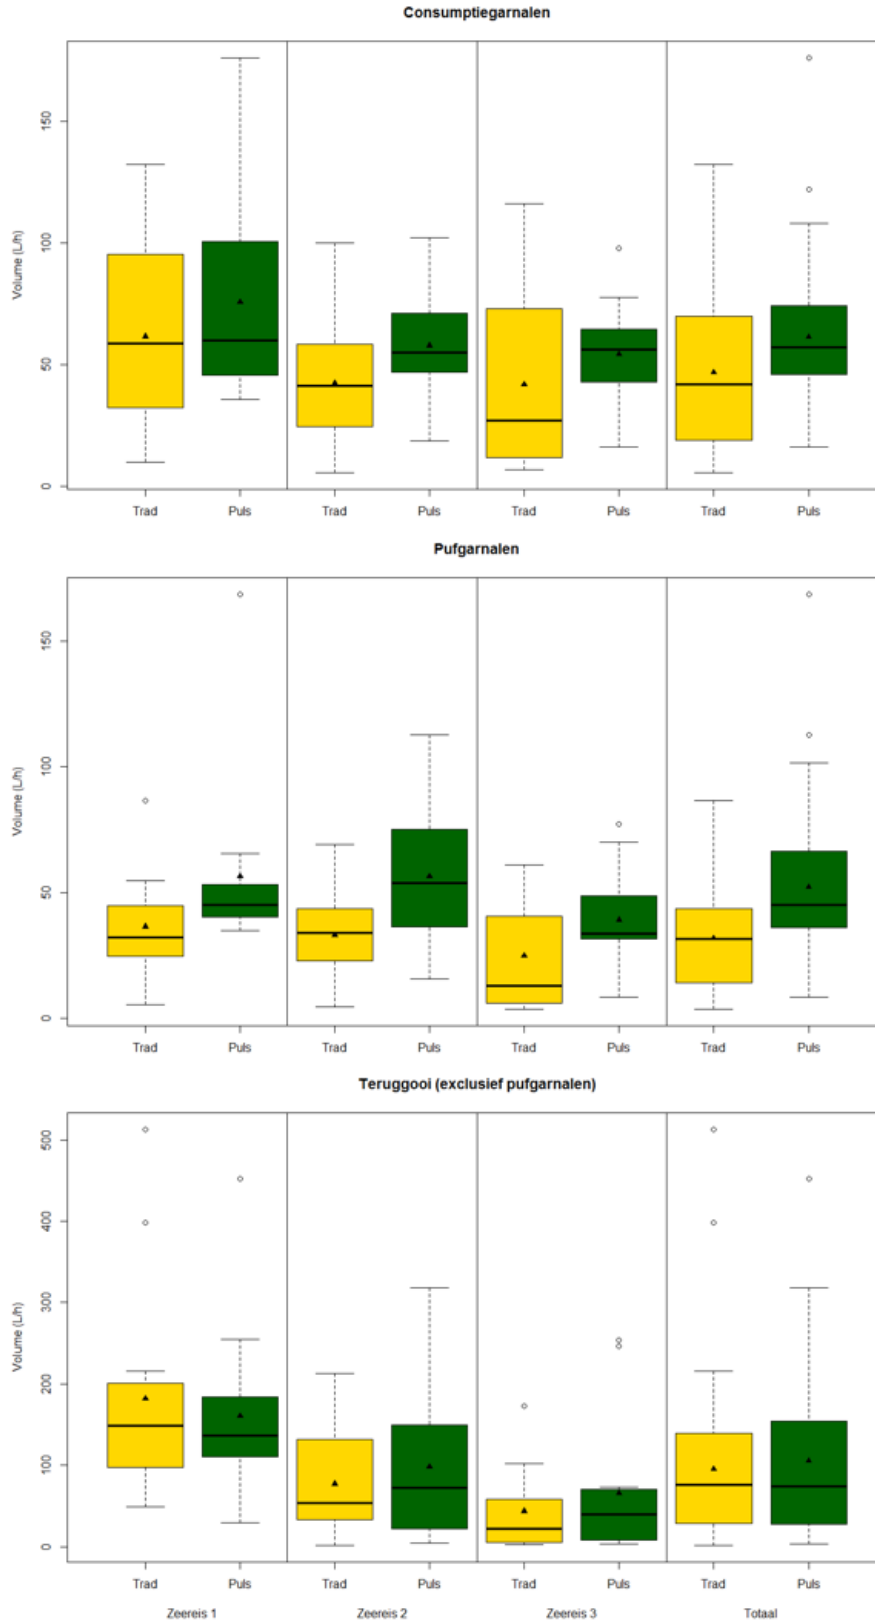 Consumptiegarnalen
Volume (L/h)
150
100
50
0
Trad Puls Trad Puls Trad Puls Trad Puls
Pufgarnalen
Volume (L/h)
150
100
50
0
Trad Puls Trad Puls Trad Puls Trad Puls
Teruggooi (exclusief pufgarnalen)
Volume (L/h)
500
400
300
200
100
0
Trad Puls Trad Puls Trad Puls Trad Puls
Zeereis 1 Zeereis 2 Zeereis 3 Totaal